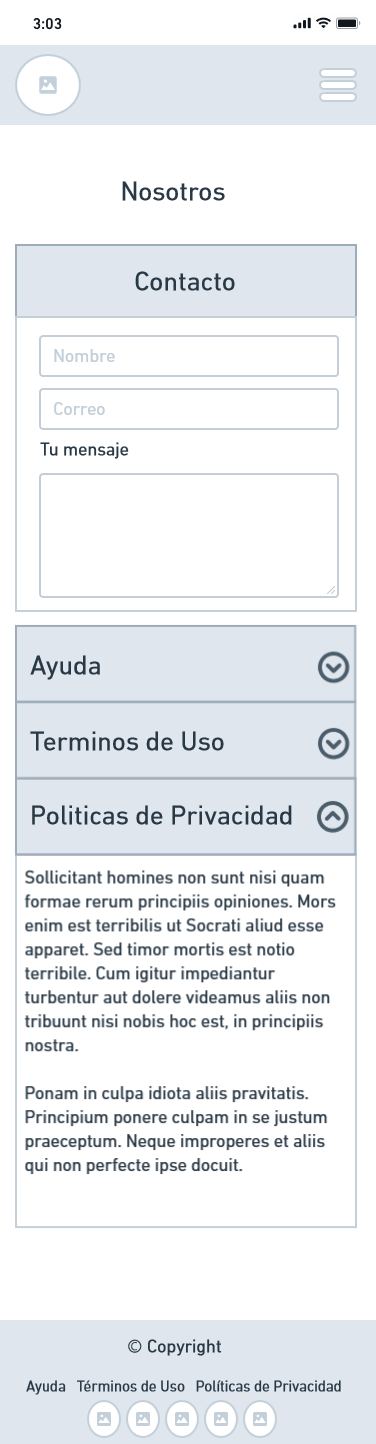 3:03
Nosotros
Contacto
Nombre
Correo
Tu mensaje
Ayuda
Terminos de Uso
Politicas de Privacidad
Sollicitant homines non sunt nisi quam
formae rerum principiis opiniones. Mors
enim est terribilis ut Socrati aliud esse
apparet. Sed timor mortis est notio
terribile. Cum igitur impediantur
turbentur aut dolere videamus aliis non
tribuunt nisi nobis hoc est, in principiis
nostra.
Ponam in culpa idiota aliis pravitatis.
Principium ponere culpam in se justum
praeceptum. Neque improperes et aliis
qui non perfecte ipse docuit.
© Copyright
Ayuda Términos de Uso Políticas de Privacidad